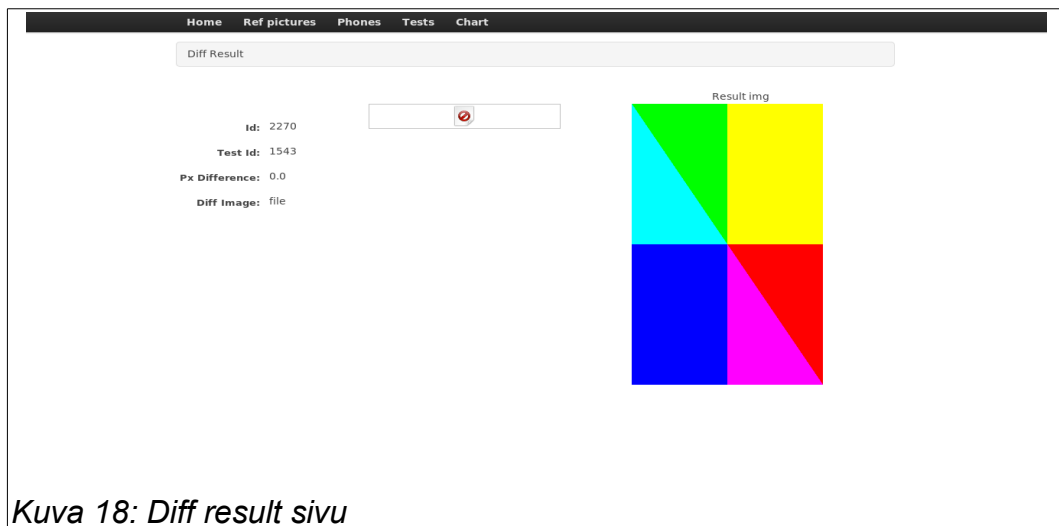 Home Ref pictures Phones Tests Chart
Diff Result
Result img
Id: 2270
Test Id: 1543
Px Difference: 0.0
Diff Image: file
Kuva 18: Diff result sivu